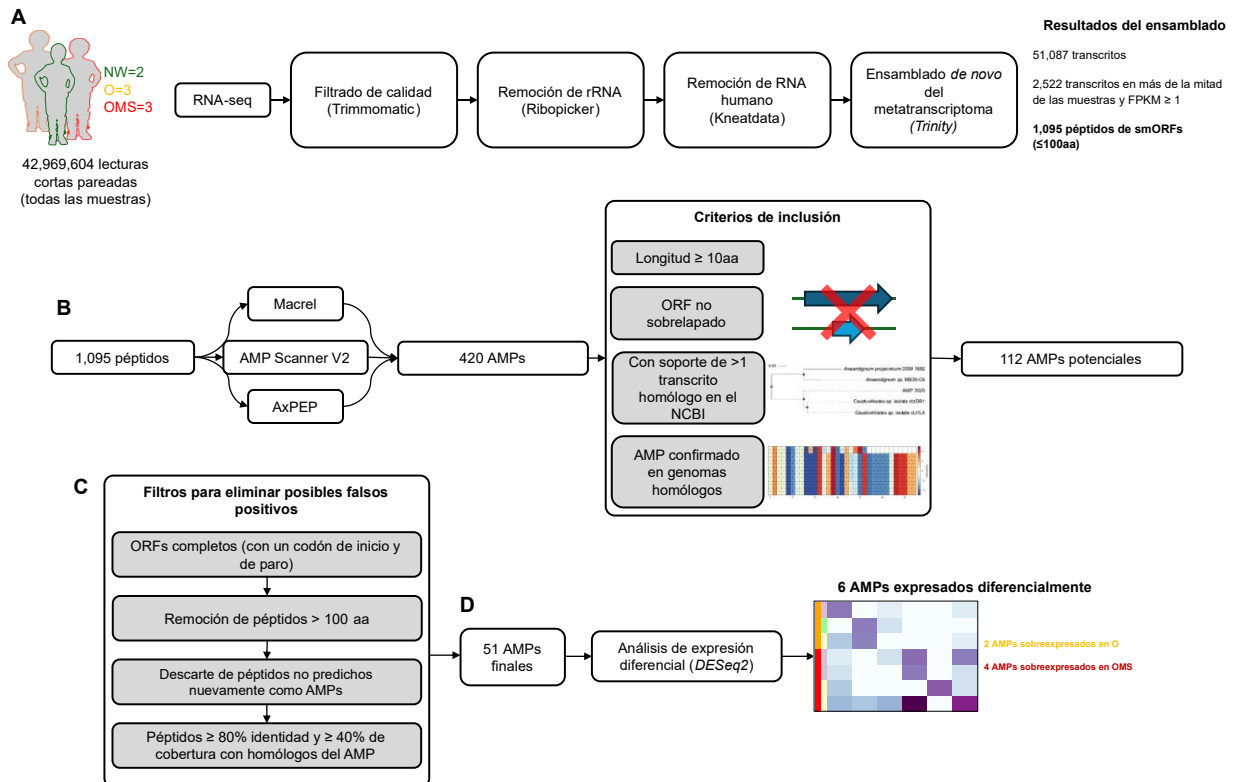 A
NW=2
O=3
OMS=3
42,969,604 lecturas
cortas pareadas
(todas las muestras)
RNA-seq
Filtrado de calidad
(Trimmomatic)
Remoción de rRNA
(Ribopicker)
Remoción de RNA
humano
(Kneatdata)
Ensamblado de novo
del
metatranscriptoma
(Trinity)
Resultados del ensamblado
51,087 transcritos
2,522 transcritos en más de la mitad
de las muestras y FPKM ≥ 1
1,095 péptidos de smORFs
(≤100aa)
B
1,095 péptidos
Macrel
AMP Scanner V2
AxPEP
420 AMPs
Criterios de inclusión
Longitud ≥ 10aa
ORF no
sobrelapado
Con soporte de >1
transcrito
homólogo en el
NCBI
AMP confirmado
en genomas
homólogos
112 AMPs potenciales
C
Filtros para eliminar posibles falsos
positivos
ORFs completos (con un codón de inicio y
de paro)
Remoción de péptidos > 100 aa
Descarte de péptidos no predichos
nuevamente como AMPs
Péptidos ≥ 80% identidad y ≥ 40% de
cobertura con homólogos del AMP
D
51 AMPs
finales
Análisis de expresión
diferencial (DESeq2)
6 AMPs expresados diferencialmente
2 AMPs sobreexpresados en O
4 AMPs sobreexpresados en OMS